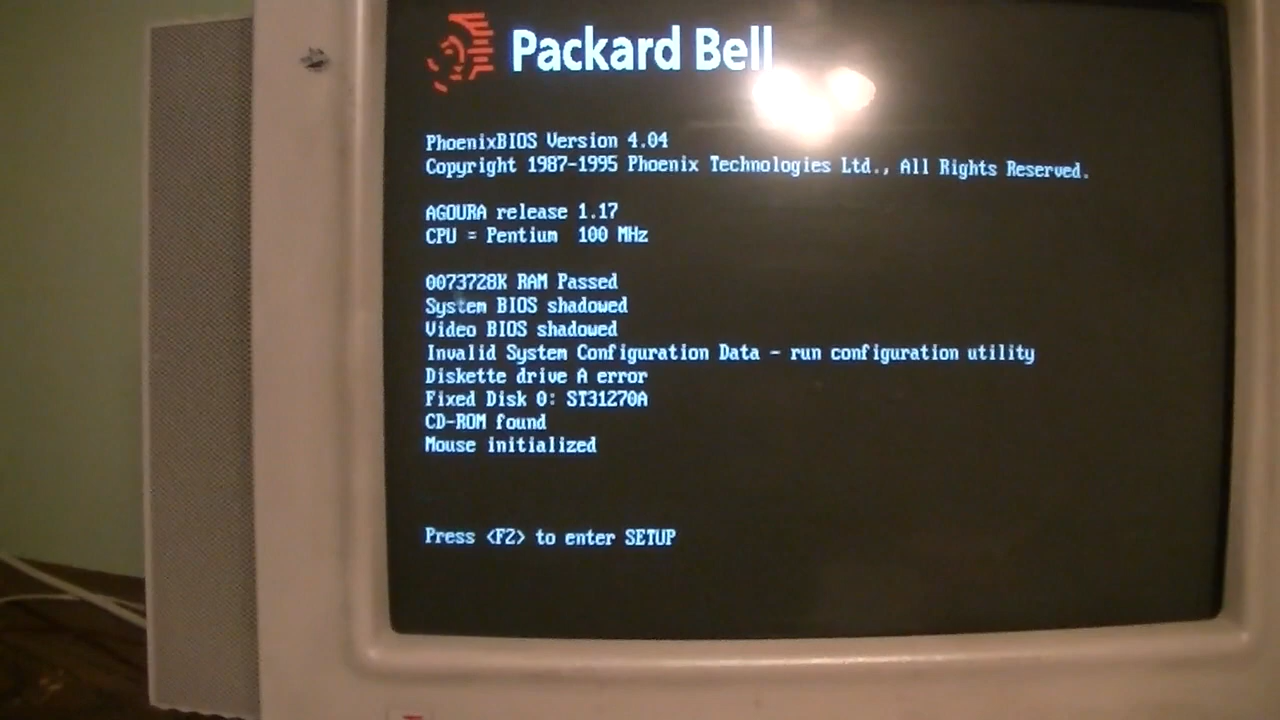 Packard Bell
PhoenixBIOS Version 4.04
Copyright 1987-1995 Phoenix Technologies Ltd., All Rights Reserved.
AGOURA release 1.17
CPU = Pentium  100 MHz
0073728K RAM Passed
System BIOS shadowed
Video BIOS shadowed
Invalid System Configuration Data - run configuration utility
Diskette drive A error
Fixed Disk 0: ST31270A
CD-ROM found
Mouse initialized
Press <F2> to enter SETUP